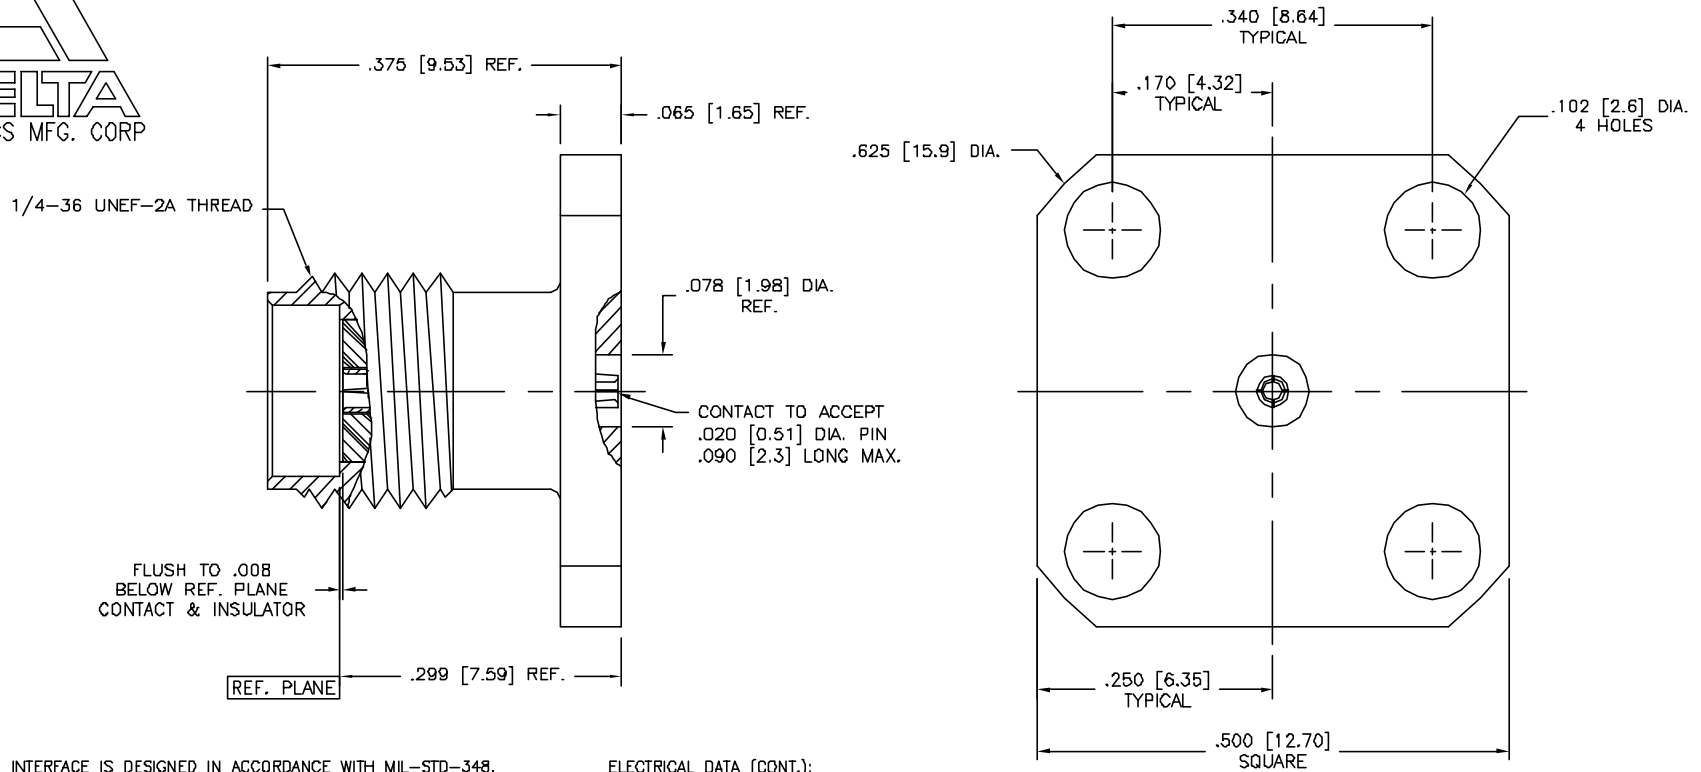 ELTA
CS MFG. CORP
.375 [9.53] REF.
.065 [1.65] REF.
1/4-36 UNEF-2A THREAD
.078 [1.98] DIA.
REF.
CONTACT TO ACCEPT
.020 [0.51] DIA. PIN
.090 [2.3] LONG MAX.
FLUSH TO .008
BELOW REF. PLANE
CONTACT & INSULATOR
REF. PLANE
.299 [7.59] REF.
.340 [8.64]
TYPICAL
.170 [4.32]
TYPICAL
.102 [2.6] DIA.
4 HOLES
.625 [15.9] DIA.
.250 [6.35]
TYPICAL
.500 [12.70]
SQUARE
INTERFACE IS DESIGNED IN ACCORDANCE WITH MIL-STD-348.
ELECTRICAL DATA (CONT.):